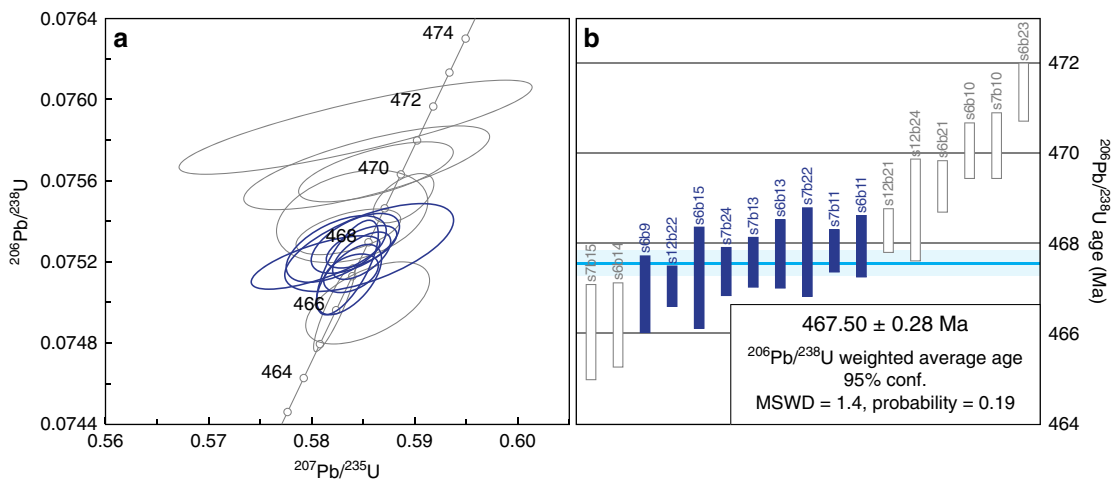 a
0.0764
0.0760
0.0756
0.0752
0.0748
0.0744
206Pb/238U
474
472
470
468
466
464
0.56
0.57
0.58
0.59
0.60
207Pb/235U
b
s7b15
s6b14
s6b9
s12b22
s6b15
s7b24
s7b13
s6b13
s7b22
s7b11
s6b11
s12b21
s12b24
s6b21
s6b10
s7b10
s6b23
472
470
468
466
464
206Pb/238U age (Ma)
467.50 ± 0.28 Ma
206Pb/238U weighted average age
95% conf.
MSWD = 1.4, probability = 0.19